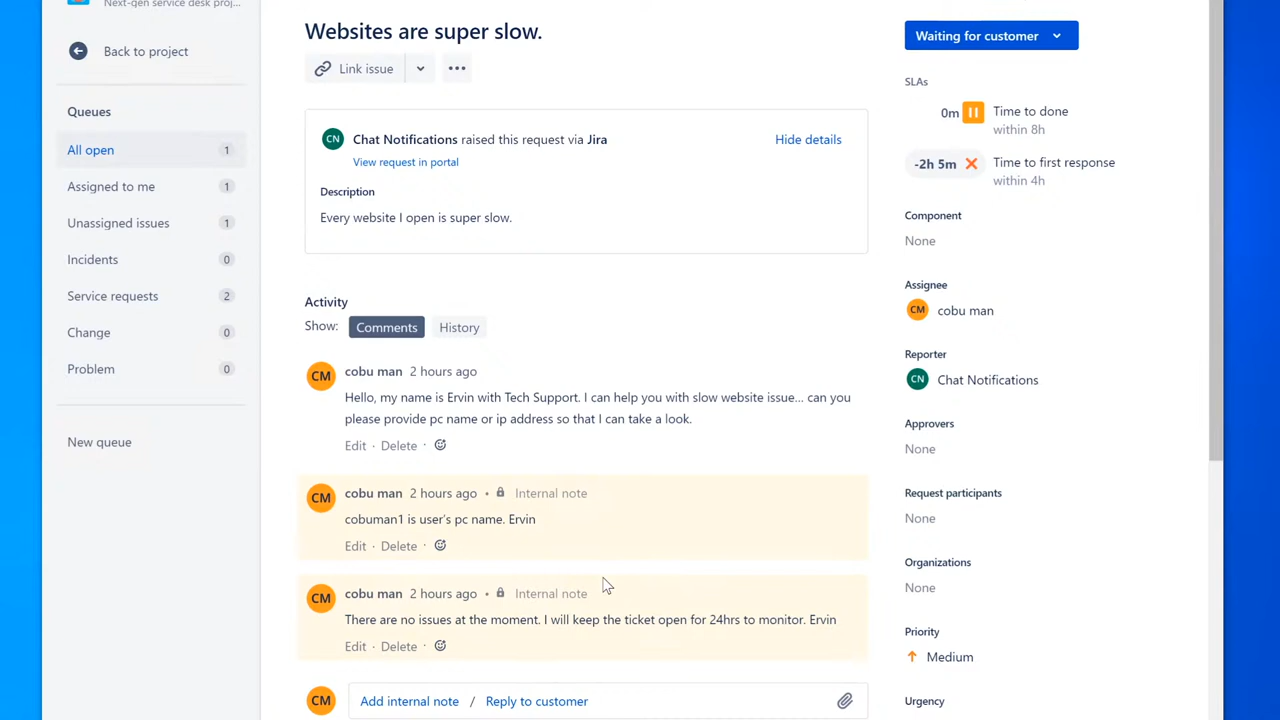 Next-gen service desk proj...
Back to project
Queues
All open 1
Assigned to me 1
Unassigned issues 1
Incidents 0
Service requests 2
Change 0
Problem 0
New queue
Websites are super slow.
Link issue
CN Chat Notifications raised this request via Jira Hide details
View request in portal
Description
Every website I open is super slow.
Activity
Show: Comments History
CM cobu man 2 hours ago
Hello, my name is Ervin with Tech Support. I can help you with slow website issue... can you
please provide pc name or ip address so that I can take a look.
Edit · Delete ·
CM cobu man 2 hours ago • Internal note
cobuman1 is user's pc name. Ervin
Edit · Delete ·
CM cobu man 2 hours ago • Internal note
There are no issues at the moment. I will keep the ticket open for 24hrs to monitor. Ervin
Edit · Delete ·
CM Add internal note / Reply to customer
Waiting for customer
SLAs
0m Time to done
within 8h
-2h 5m Time to first response
within 4h
Component
None
Assignee
CM cobu man
Reporter
CN Chat Notifications
Approvers
None
Request participants
None
Organizations
None
Priority
Medium
Urgency